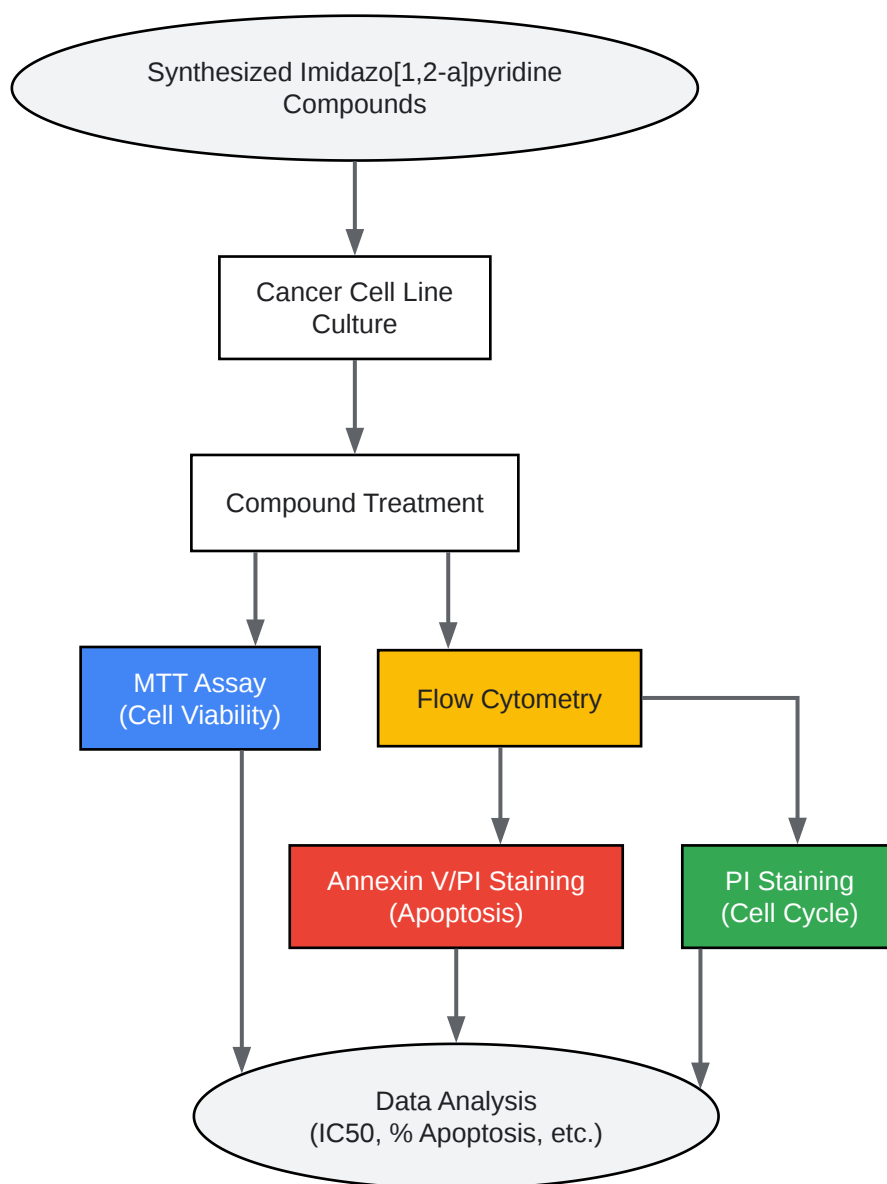 Synthesized Imidazo[1,2-a]pyridine
Compounds
Cancer Cell Line
Culture
Compound Treatment
MTT Assay
(Cell Viability)
Flow Cytometry
Annexin V/PI Staining
(Apoptosis)
PI Staining
(Cell Cycle)
Data Analysis
(IC50, % Apoptosis, etc.)